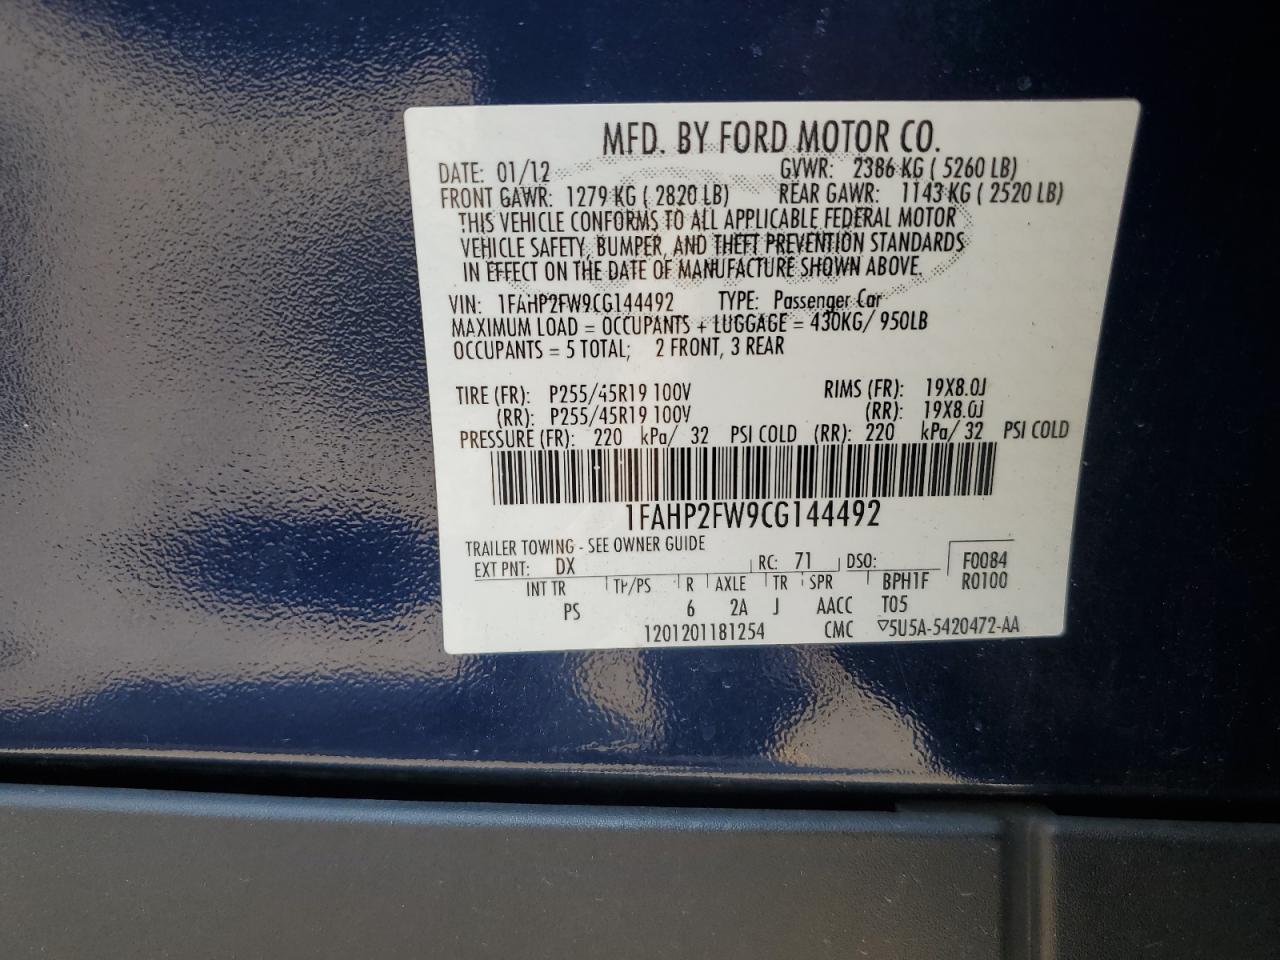 MFD. BY FORD MOTOR CO.
DATE: 01/12 GVWR: 2386 KG ( 5260 LB)
FRONT GAWR: 1279 KG ( 2820 LB) REAR GAWR: 1143 KG ( 2520 LB)
THIS VEHICLE CONFORMS TO ALL APPLICABLE FEDERAL MOTOR
VEHICLE SAFETY, BUMPER, AND THEFT PREVENTION STANDARDS
IN EFFECT ON THE DATE OF MANUFACTURE SHOWN ABOVE.
VIN: 1FAHP2FW9CG144492 TYPE: Passenger Car
MAXIMUM LOAD = OCCUPANTS + LUGGAGE = 430KG/ 950LB
OCCUPANTS = 5 TOTAL; 2 FRONT, 3 REAR
TIRE (FR): P255/45R19 100V RIMS (FR): 19X8.0J
(RR): P255/45R19 100V (RR): 19X8.0J
PRESSURE (FR): 220 kPa/ 32 PSI COLD (RR): 220 kPa/ 32 PSI COLD
1FAHP2FW9CG144492
TRAILER TOWING - SEE OWNER GUIDE
EXT PNT: DX RC: 71 DSO: F0084
INT TR TP/PS R AXLE TR SPR BPH1F R0100
PS 6 2A J AACC T05
1201201181254 CMC ▽5U5A-5420472-AA